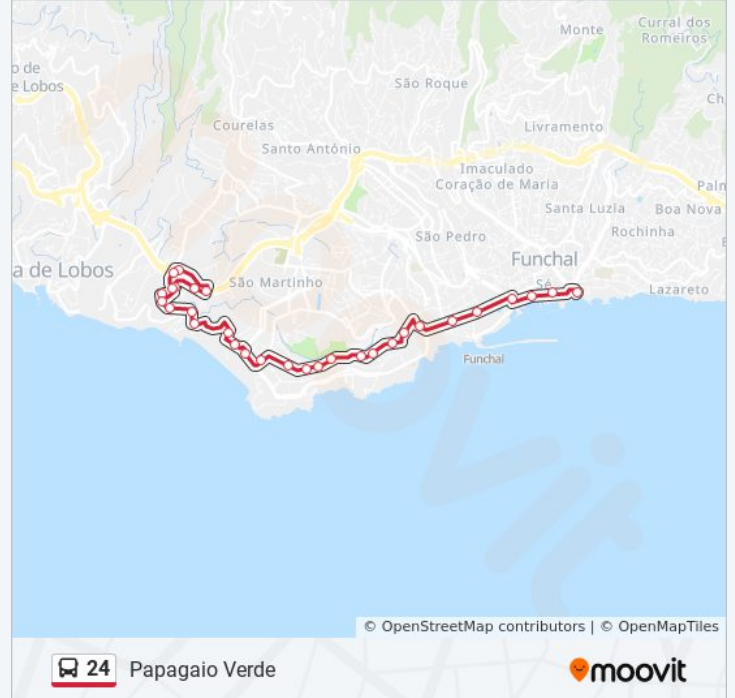 Monte
Curral dos
Romeiros
o de
e Lobos
São Roque
Ch
Courelas
Livramento
Santo António
Imaculado
Coração de Maria
Palm
Santa Luzia
Boa Nova
São Pedro
Rochinha
Funchal
a de Lobos
São Martinho
Sé
Lazareto
Funchal
ovit
© OpenStreetMap contributors | © OpenMapTiles
24 Papagaio Verde
moovit